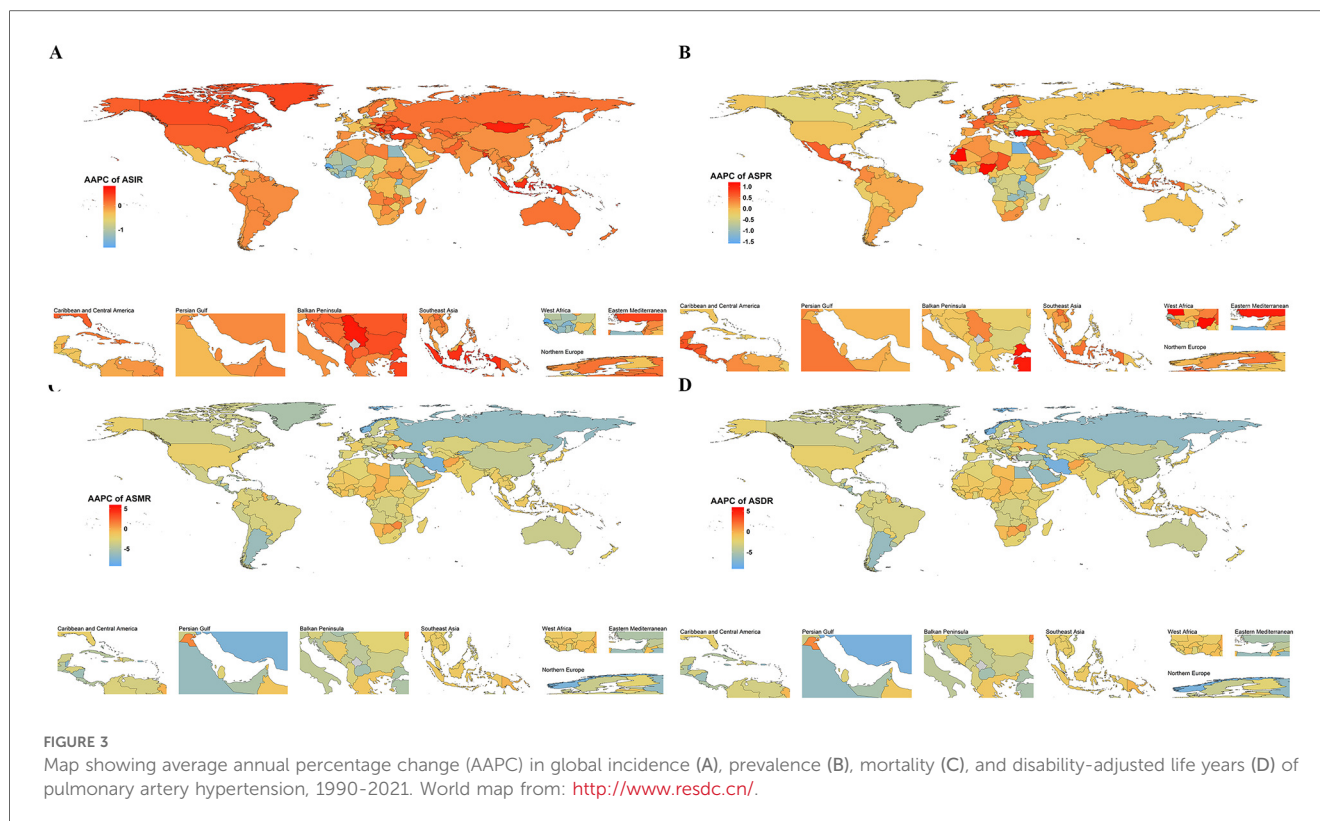 A
B
AAPC of ASIR
0
-1
AAPC of ASPR
1.0
0.5
0.0
-0.5
-1.0
-1.5
Caribbean and Central America
Persian Gulf
Balkan Peninsula
Southeast Asia
West Africa
Eastern Mediterranean
Northern Europe
Caribbean and Central America
Persian Gulf
Balkan Peninsula
Southeast Asia
West Africa
Eastern Mediterranean
Northern Europe
D
AAPC of ASMR
5
0
-5
AAPC of ASDR
5
0
-5
Caribbean and Central America
Persian Gulf
Balkan Peninsula
Southeast Asia
West Africa
Eastern Mediterranean
Northern Europe
Caribbean and Central America
Persian Gulf
Balkan Peninsula
Southeast Asia
West Africa
Eastern Mediterranean
Northern Europe
FIGURE 3
Map showing average annual percentage change (AAPC) in global incidence (A), prevalence (B), mortality (C), and disability-adjusted life years (D) of
pulmonary artery hypertension, 1990-2021. World map from: http://www.resdc.cn/.